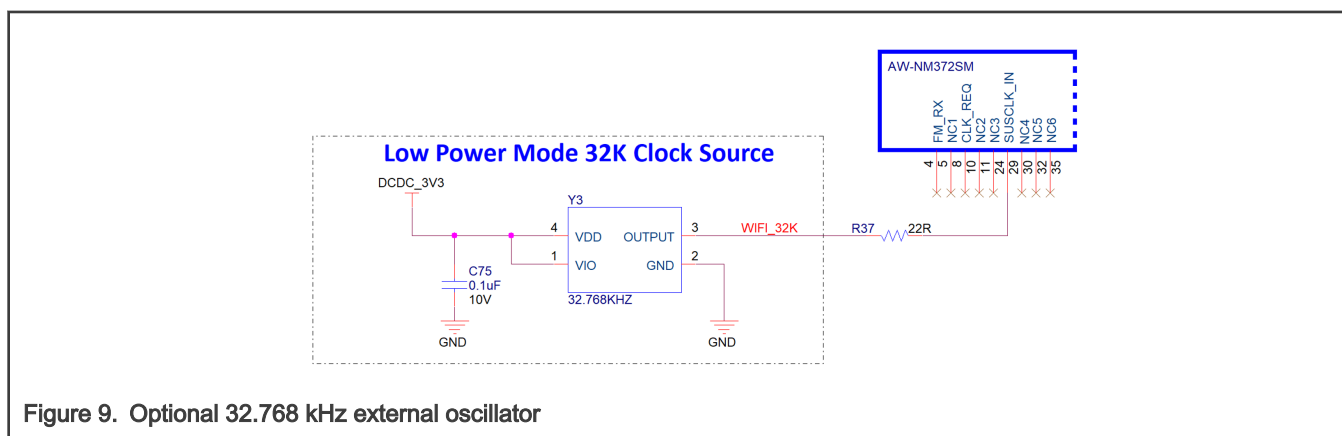 AW-NM372SM
FM_RX
NC1
CLK_REQ
NC2
NC3
SUSCLK_IN
NC4
NC5
NC6
4
5
8
10
11
24
29
30
32
35
Low Power Mode 32K Clock Source
DCDC_3V3
Y3
4 VDD OUTPUT 3 WIFI_32K R37 22R
1 VIO GND 2
C75
0.1uF
10V
32.768KHZ
GND GND
Figure 9. Optional 32.768 kHz external oscillator